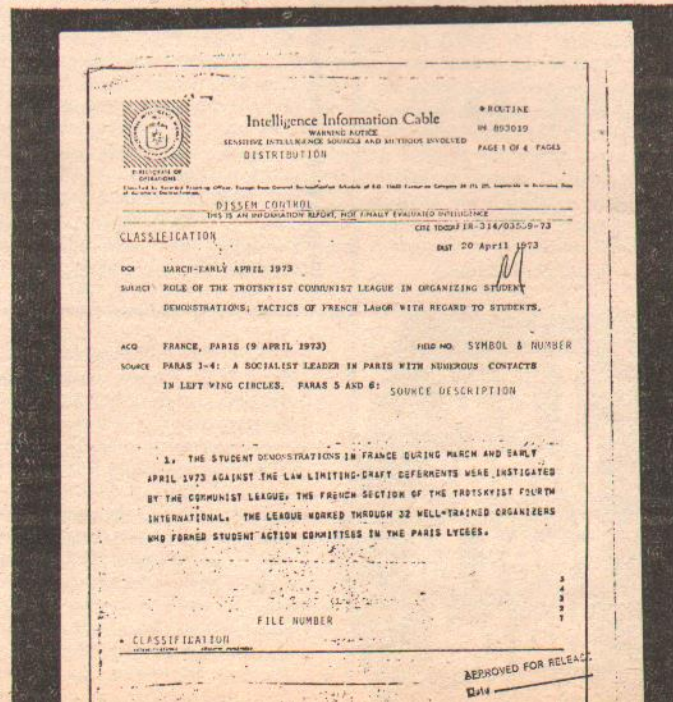 ● ROUTINE
Intelligence Information Cable
IN 893019
WARNING NOTICE
SENSITIVE INTELLIGENCE SOURCES AND METHODS INVOLVED
PAGE 1 OF 4 PAGES
DISTRIBUTION
DIRECTORATE OF
OPERATIONS
DISSEM CONTROL
THIS IS AN INFORMATION REPORT, NOT FINALLY EVALUATED INTELLIGENCE
CITE
CLASSIFICATION
DIST 20 April 1973
DOI MARCH-EARLY APRIL 1973
SUBJECT ROLE OF THE TROTSKYIST COMMUNIST LEAGUE IN ORGANIZING STUDENT
DEMONSTRATIONS; TACTICS OF FRENCH LABOR WITH REGARD TO STUDENTS.
ACQ FRANCE, PARIS (9 APRIL 1973) FIELD NO. SYMBOL & NUMBER
SOURCE PARAS 1-4: A SOCIALIST LEADER IN PARIS WITH NUMEROUS CONTACTS
IN LEFT WING CIRCLES. PARAS 5 AND 6: SOURCE DESCRIPTION
1. THE STUDENT DEMONSTRATIONS IN FRANCE DURING MARCH AND EARLY
APRIL 1973 AGAINST THE LAW LIMITING DRAFT DEFERMENTS WERE INSTIGATED
BY THE COMMUNIST LEAGUE, THE FRENCH SECTION OF THE TROTSKYIST FOURTH
INTERNATIONAL. THE LEAGUE WORKED THROUGH 32 WELL-TRAINED ORGANIZERS
WHO FORMED STUDENT ACTION COMMITTEES IN THE PARIS LYCEES.
FILE NUMBER
CLASSIFICATION
APPROVED FOR RELEASE
Date